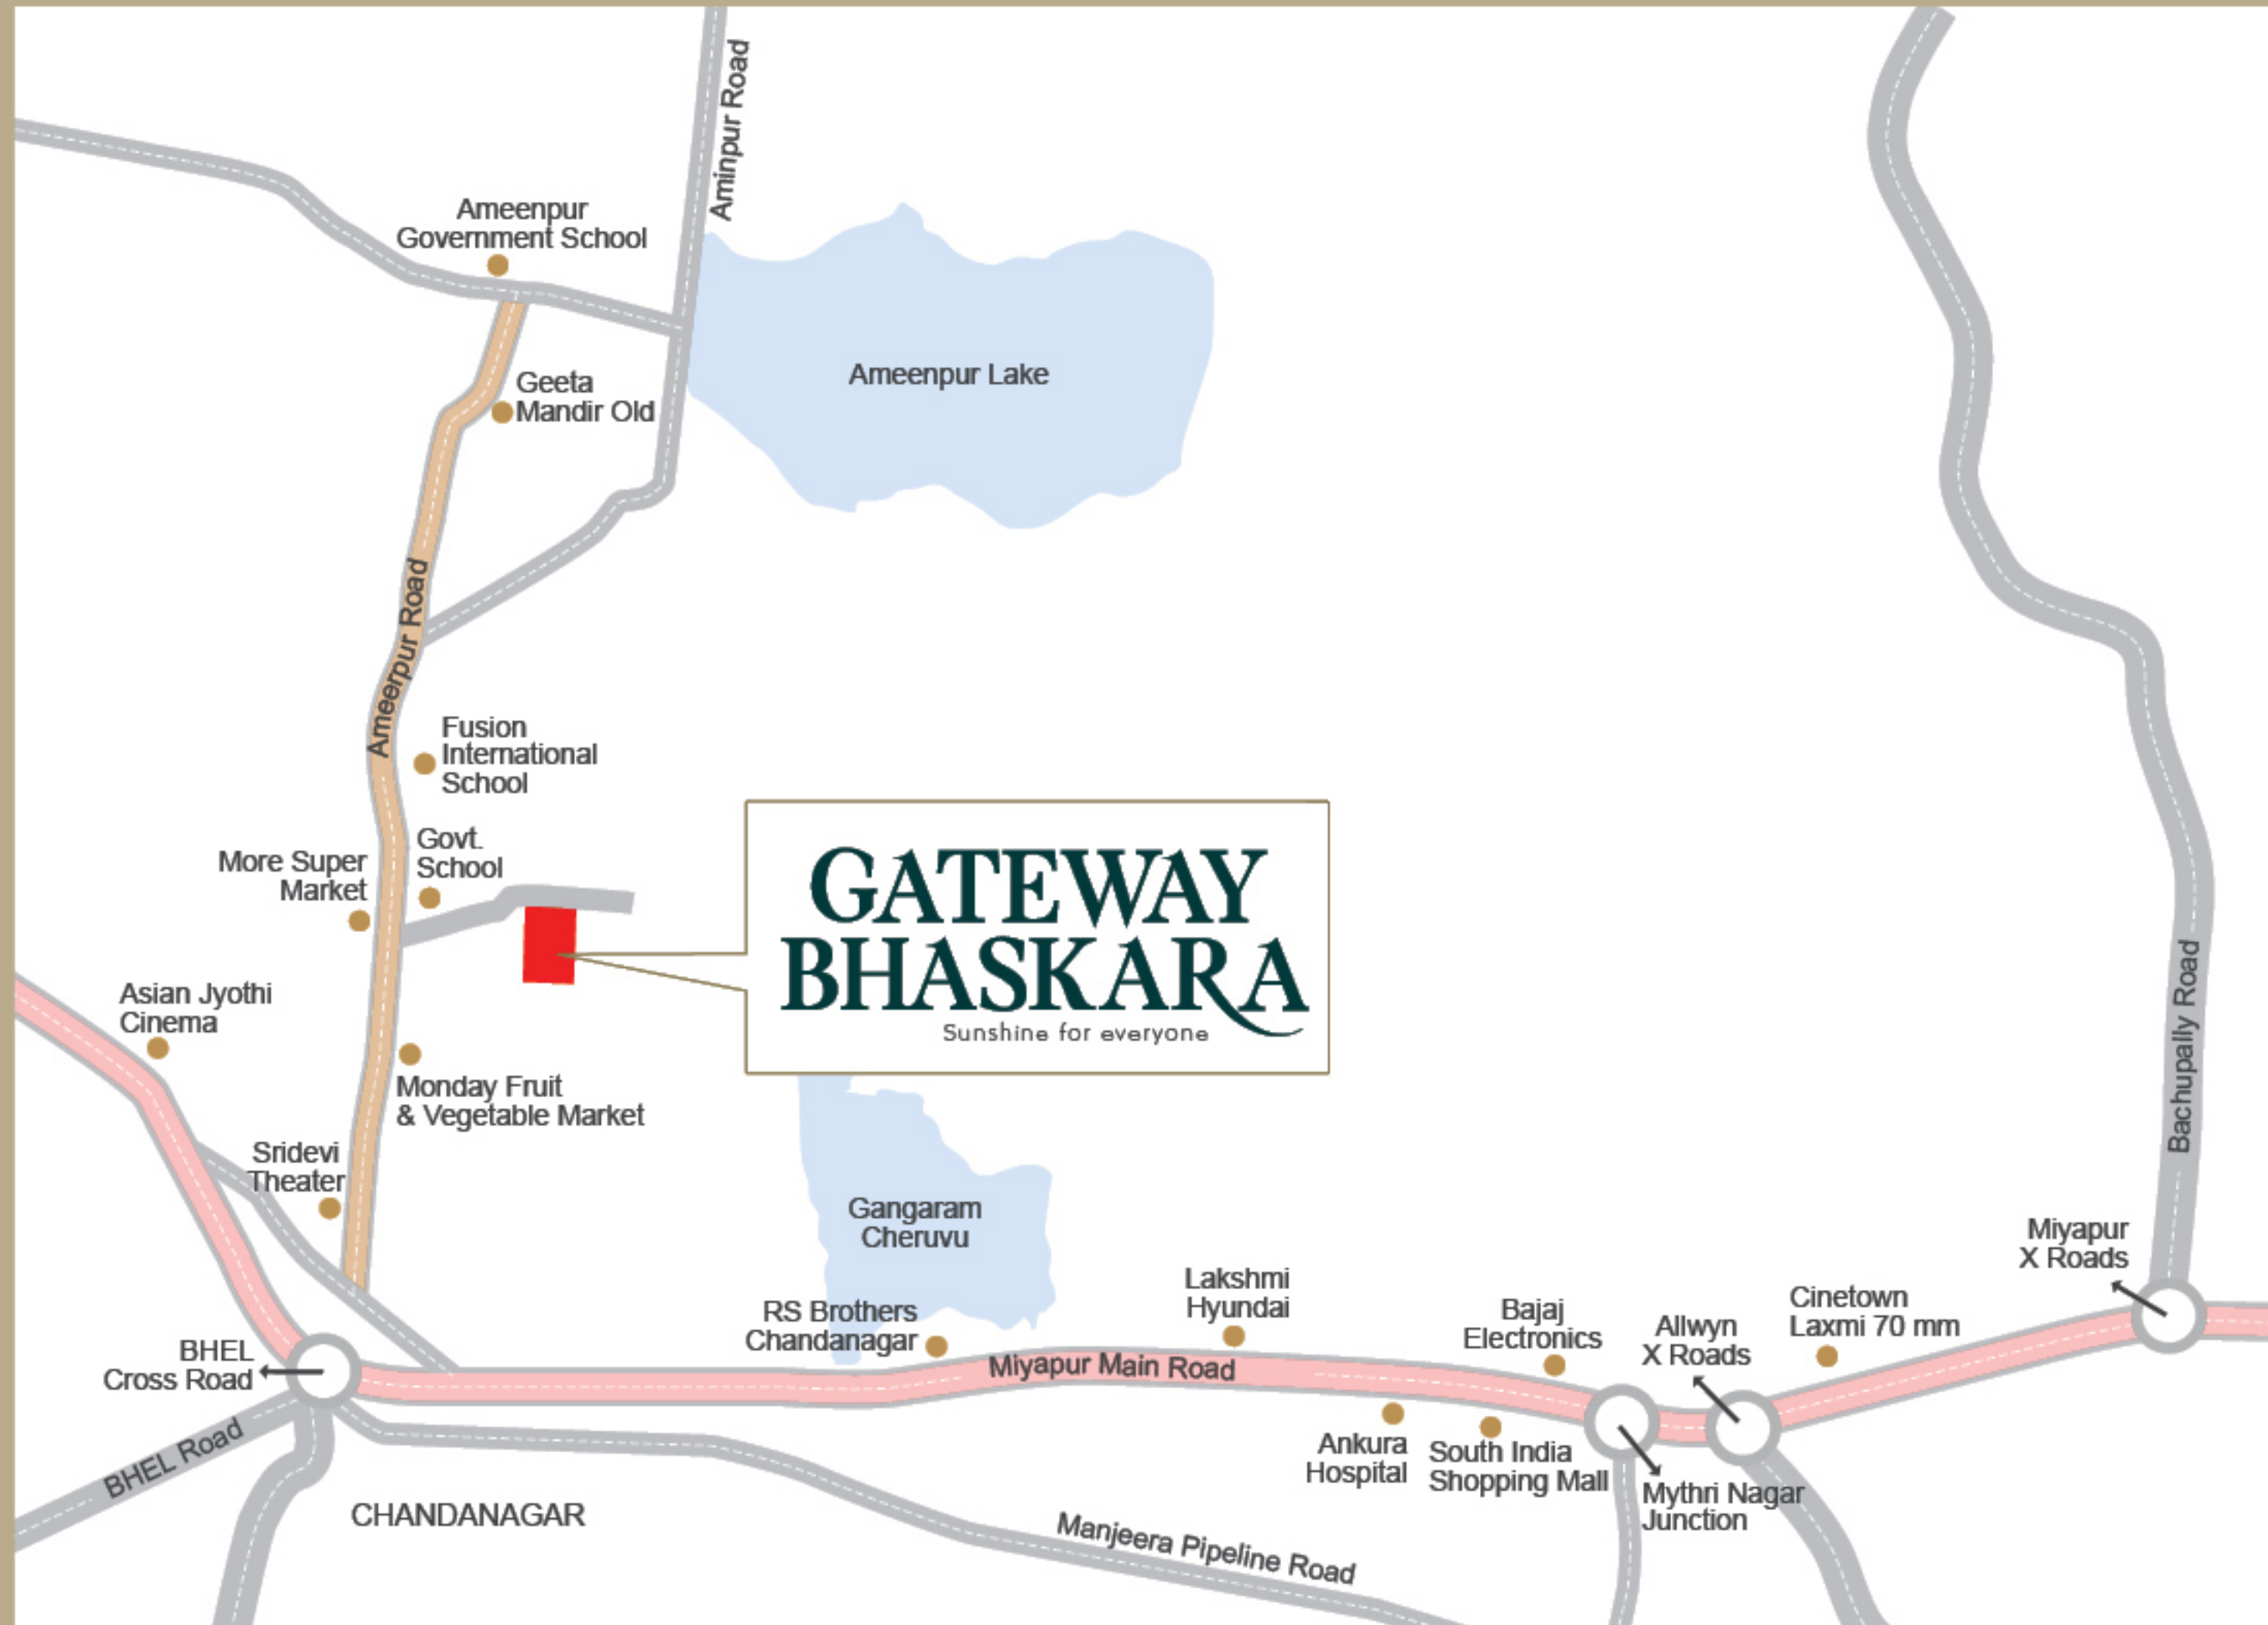 Aminpur Road
Ameenpur
Government School
Ameenpur Lake
Geeta
Mandir Old
Ameerpur Road
Fusion
International
School
Govt.
School
More Super
Market
GATEWAY
BHASKARA
Sunshine for everyone
Asian Jyothi
Cinema
Monday Fruit
& Vegetable Market
Sridevi
Theater
Gangaram
Cheruvu
Bachupally Road
Miyapur
X Roads
Lakshmi
Hyundai
RS Brothers
Chandanagar
Bajaj
Electronics
Allwyn
X Roads
Cinetown
Laxmi 70 mm
BHEL
Cross Road
Miyapur Main Road
BHEL Road
Ankura
Hospital
South India
Shopping Mall
Mythri Nagar
Junction
CHANDANAGAR
Manjeera Pipeline Road